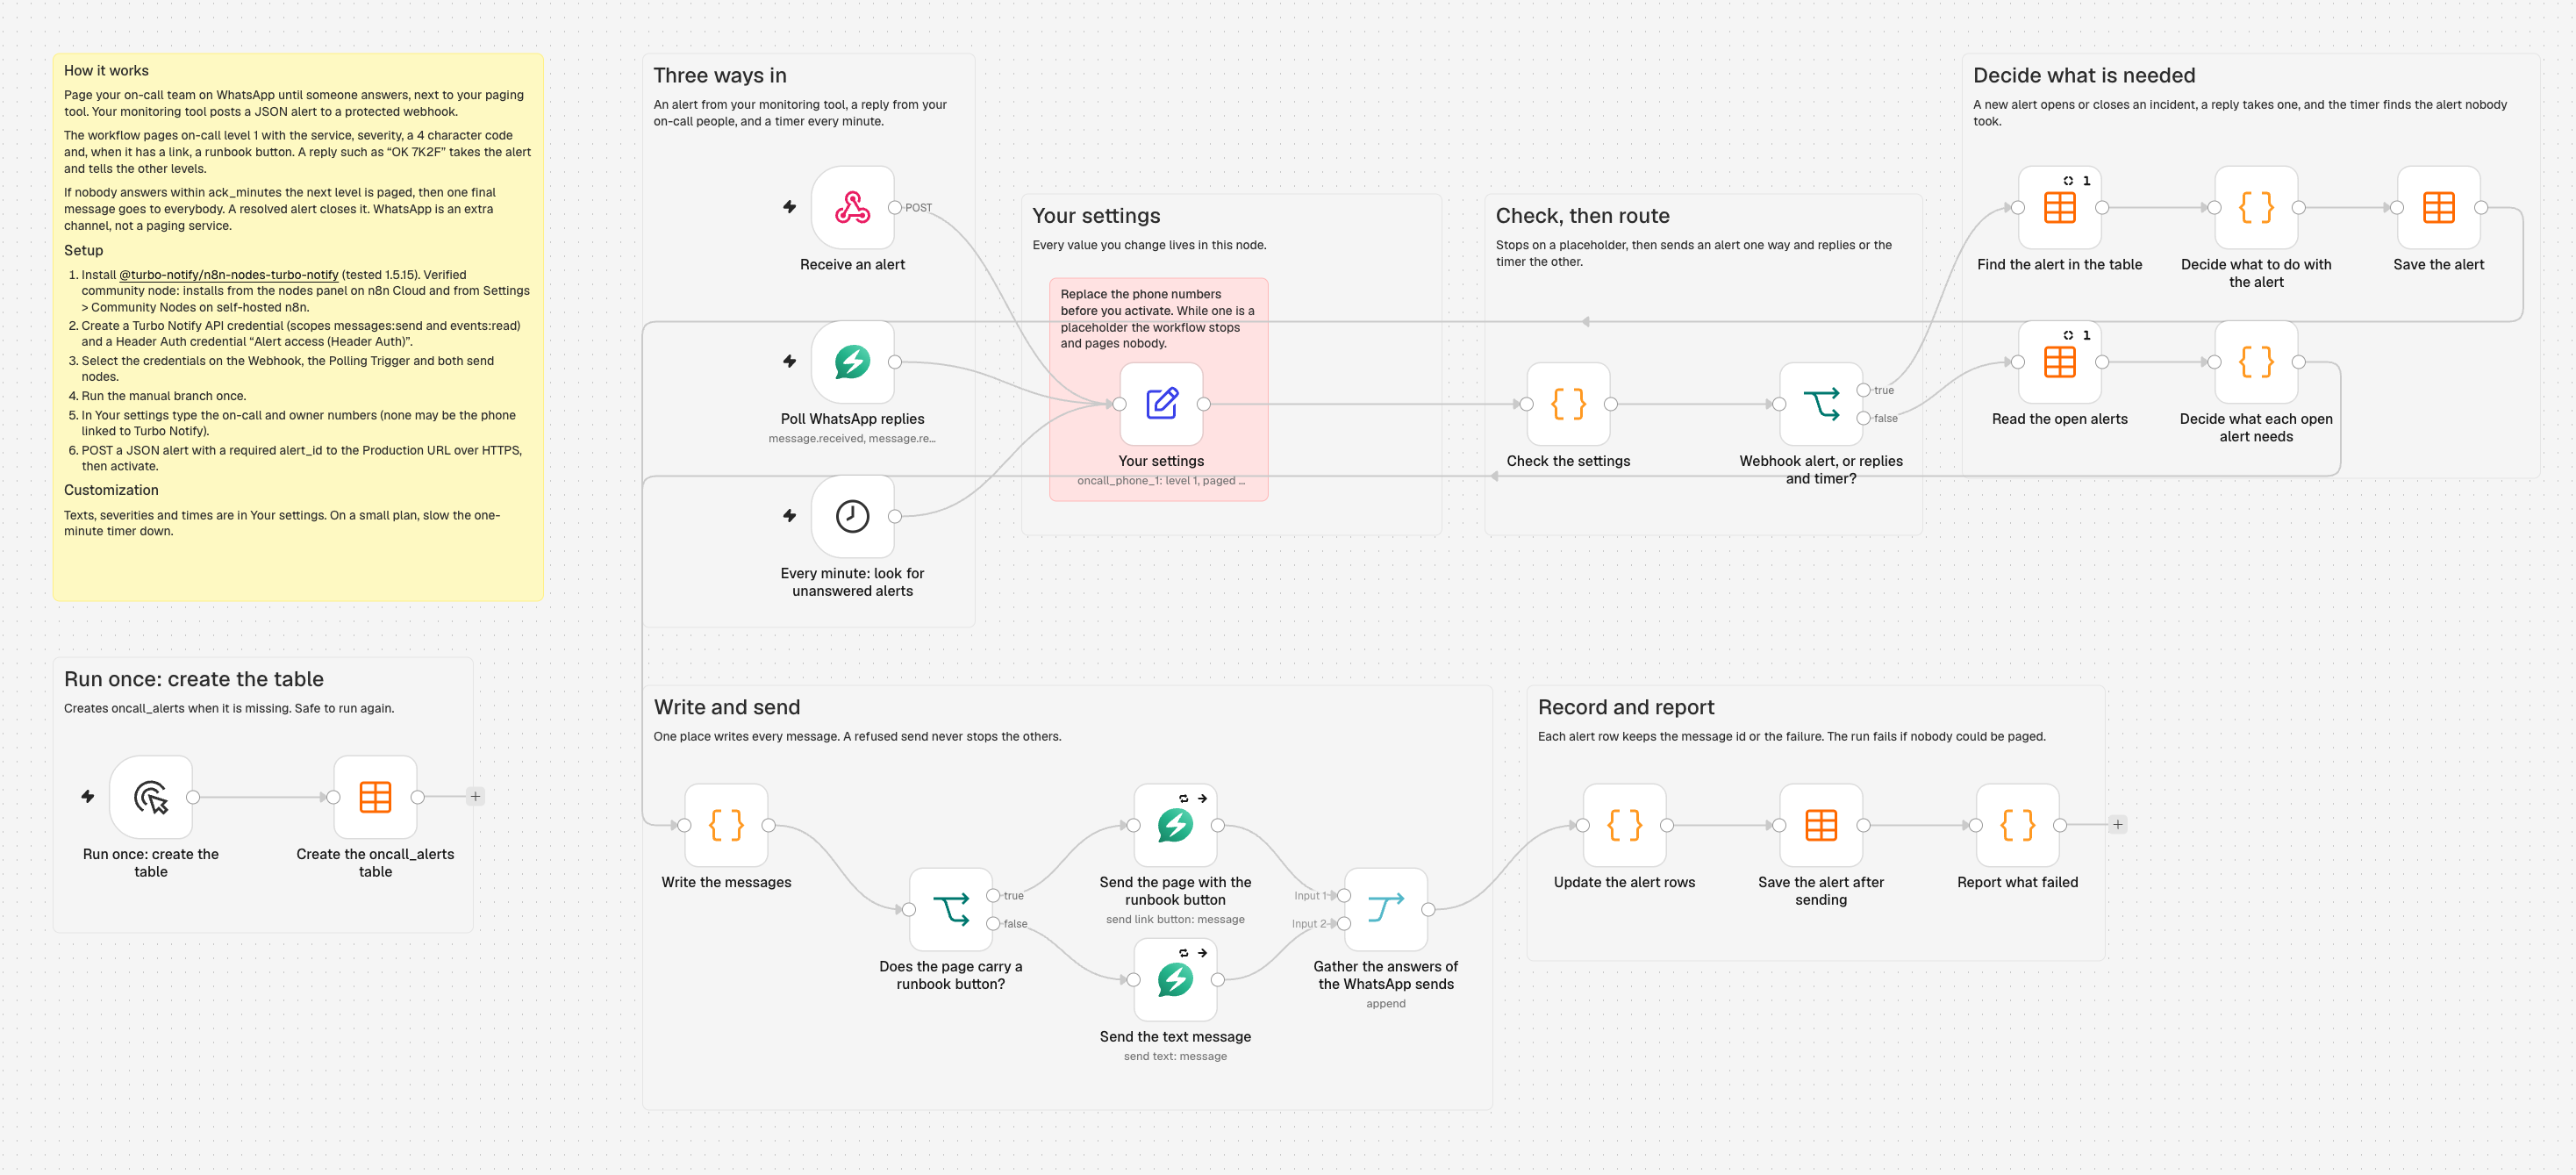 How it works
Page your on-call team on WhatsApp until someone answers, next to your paging
tool. Your monitoring tool posts a JSON alert to a protected webhook.
The workflow pages on-call level 1 with the service, severity, a 4 character code
and, when it has a link, a runbook button. A reply such as “OK 7K2F” takes the alert
and tells the other levels.
If nobody answers within ack_minutes the next level is paged, then one final
message goes to everybody. A resolved alert closes it. WhatsApp is an extra
channel, not a paging service.
Setup
1. Install @turbo-notify/n8n-nodes-turbo-notify (tested 1.5.15). Verified
community node: installs from the nodes panel on n8n Cloud and from Settings
> Community Nodes on self-hosted n8n.
2. Create a Turbo Notify API credential (scopes messages:send and events:read)
and a Header Auth credential “Alert access (Header Auth)”.
3. Select the credentials on the Webhook, the Polling Trigger and both send
nodes.
4. Run the manual branch once.
5. In Your settings type the on-call and owner numbers (none may be the phone
linked to Turbo Notify).
6. POST a JSON alert with a required alert_id to the Production URL over HTTPS,
then activate.
Customization
Texts, severities and times are in Your settings. On a small plan, slow the one-
minute timer down.
Three ways in
An alert from your monitoring tool, a reply from your
on-call people, and a timer every minute.
POST
Receive an alert
Poll WhatsApp replies
message.received, message.re...
Every minute: look for
unanswered alerts
Your settings
Every value you change lives in this node.
Replace the phone numbers
before you activate. While one is a
placeholder the workflow stops
and pages nobody.
Your settings
oncall_phone_1: level 1, paged ...
Check, then route
Stops on a placeholder, then sends an alert one way and replies or the
timer the other.
Check the settings
true
false
Webhook alert, or replies
and timer?
Decide what is needed
A new alert opens or closes an incident, a reply takes one, and the timer finds the alert nobody
took.
1
Find the alert in the table
Decide what to do with
the alert
Save the alert
1
Read the open alerts
Decide what each open
alert needs
Run once: create the table
Creates oncall_alerts when it is missing. Safe to run again.
Run once: create the
table
Create the oncall_alerts
table
Write and send
One place writes every message. A refused send never stops the others.
Write the messages
true
false
Does the page carry a
runbook button?
Send the page with the
runbook button
send link button: message
Send the text message
send text: message
Input 1
Input 2
Gather the answers of
the WhatsApp sends
append
Record and report
Each alert row keeps the message id or the failure. The run fails if nobody could be paged.
Update the alert rows
Save the alert after
sending
Report what failed